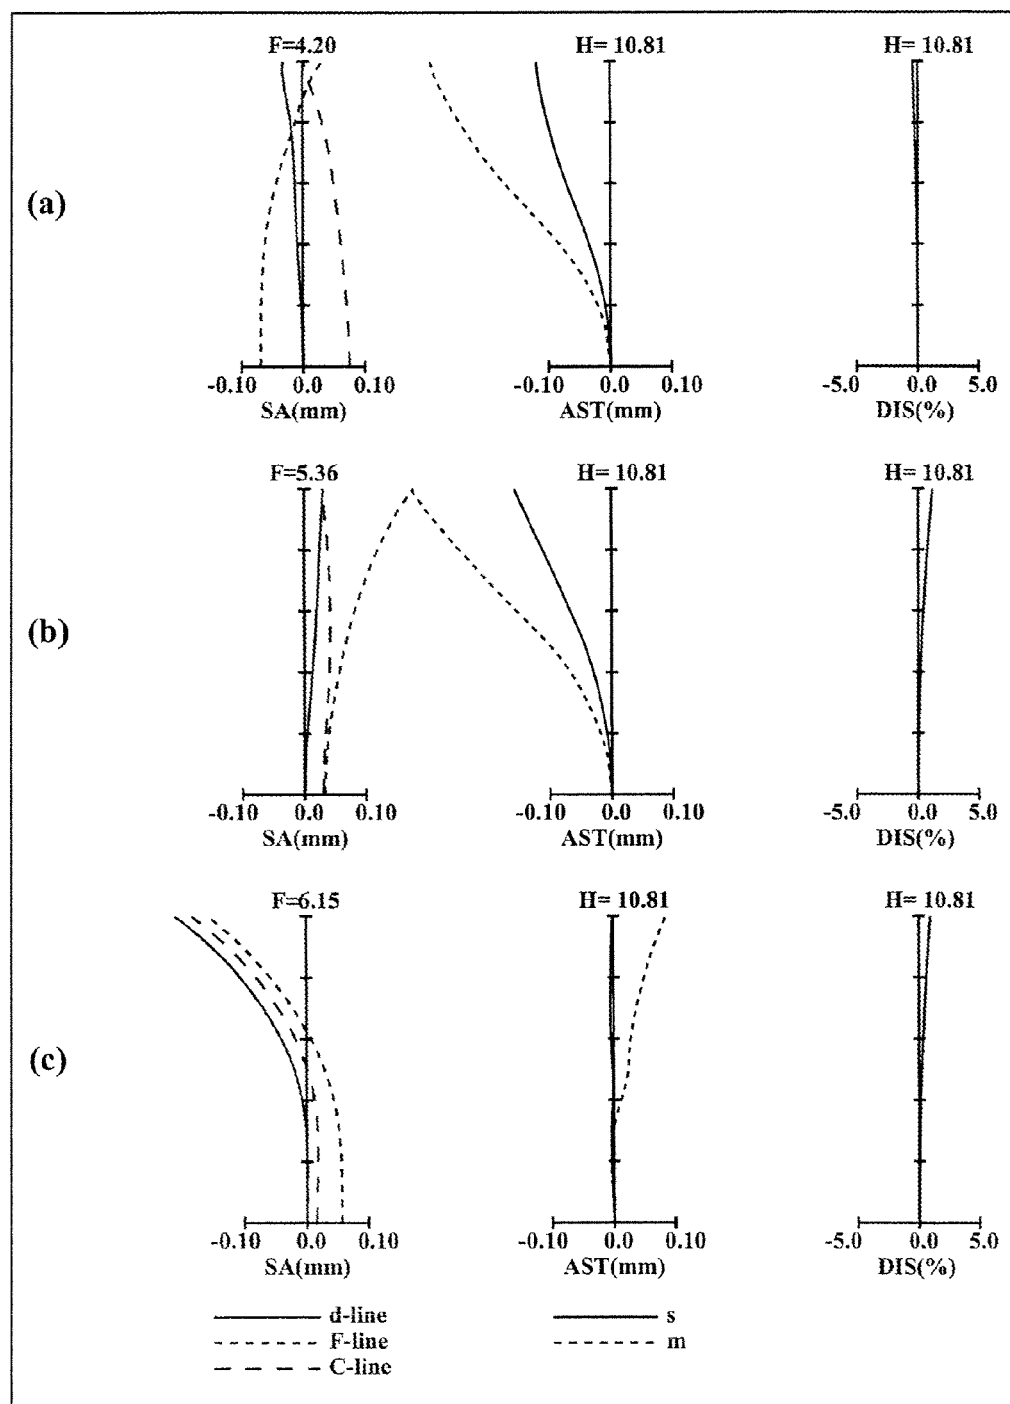 F=4.20 H= 10.81 H= 10.81
(a)
-0.10 0.0 0.10 -0.10 0.0 0.10 -5.0 0.0 5.0
SA(mm) AST(mm) DIS(%)
F=5.36 H= 10.81 H= 10.81
(b)
-0.10 0.0 0.10 -0.10 0.0 0.10 -5.0 0.0 5.0
SA(mm) AST(mm) DIS(%)
F=6.15 H= 10.81 H= 10.81
(c)
-0.10 0.0 0.10 -0.10 0.0 0.10 -5.0 0.0 5.0
SA(mm) AST(mm) DIS(%)
d-line s
F-line m
C-line